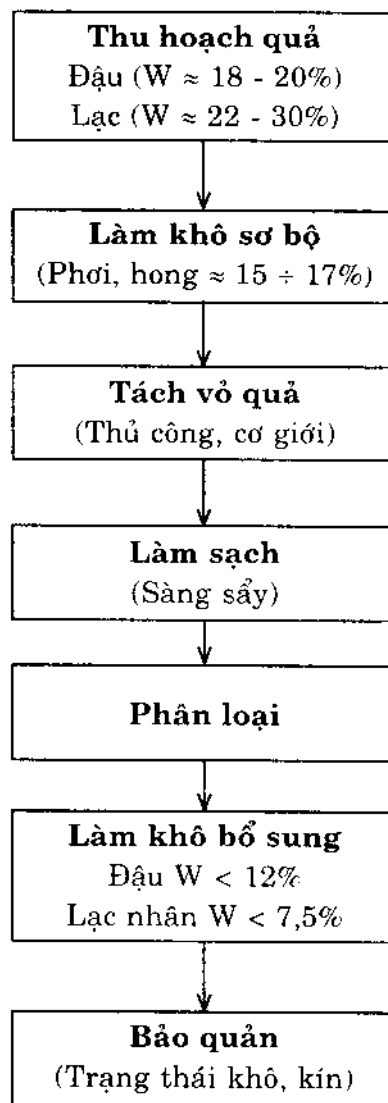 Thu hoạch quả
Đậu (W ≈ 18 - 20%)
Lạc (W ≈ 22 - 30%)
Làm khô sơ bộ
(Phơi, hong ≈ 15 ÷ 17%)
Tách vỏ quả
(Thủ công, cơ giới)
Làm sạch
(Sàng sẩy)
Phân loại
Làm khô bổ sung
Đậu W < 12%
Lạc nhân W < 7,5%
Bảo quản
(Trạng thái khô, kín)